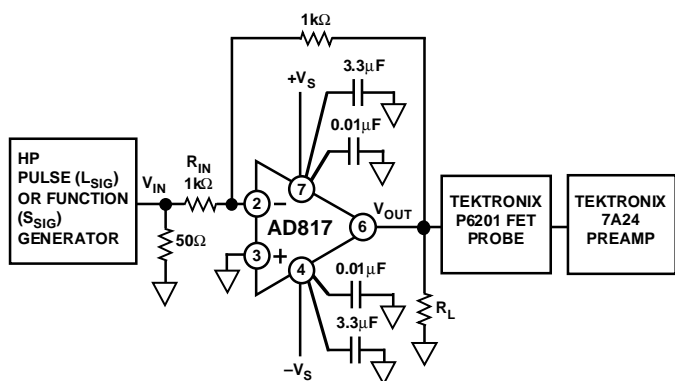 1kΩ
3.3μF
+VS
0.01μF
HP
PULSE (LSIG)
OR FUNCTION
(SSIG)
GENERATOR
VIN
RIN
1kΩ
50Ω
2
–
7
AD817
3
+
4
6
VOUT
TEKTRONIX
P6201 FET
PROBE
TEKTRONIX
7A24
PREAMP
0.01μF
3.3μF
RL
–VS